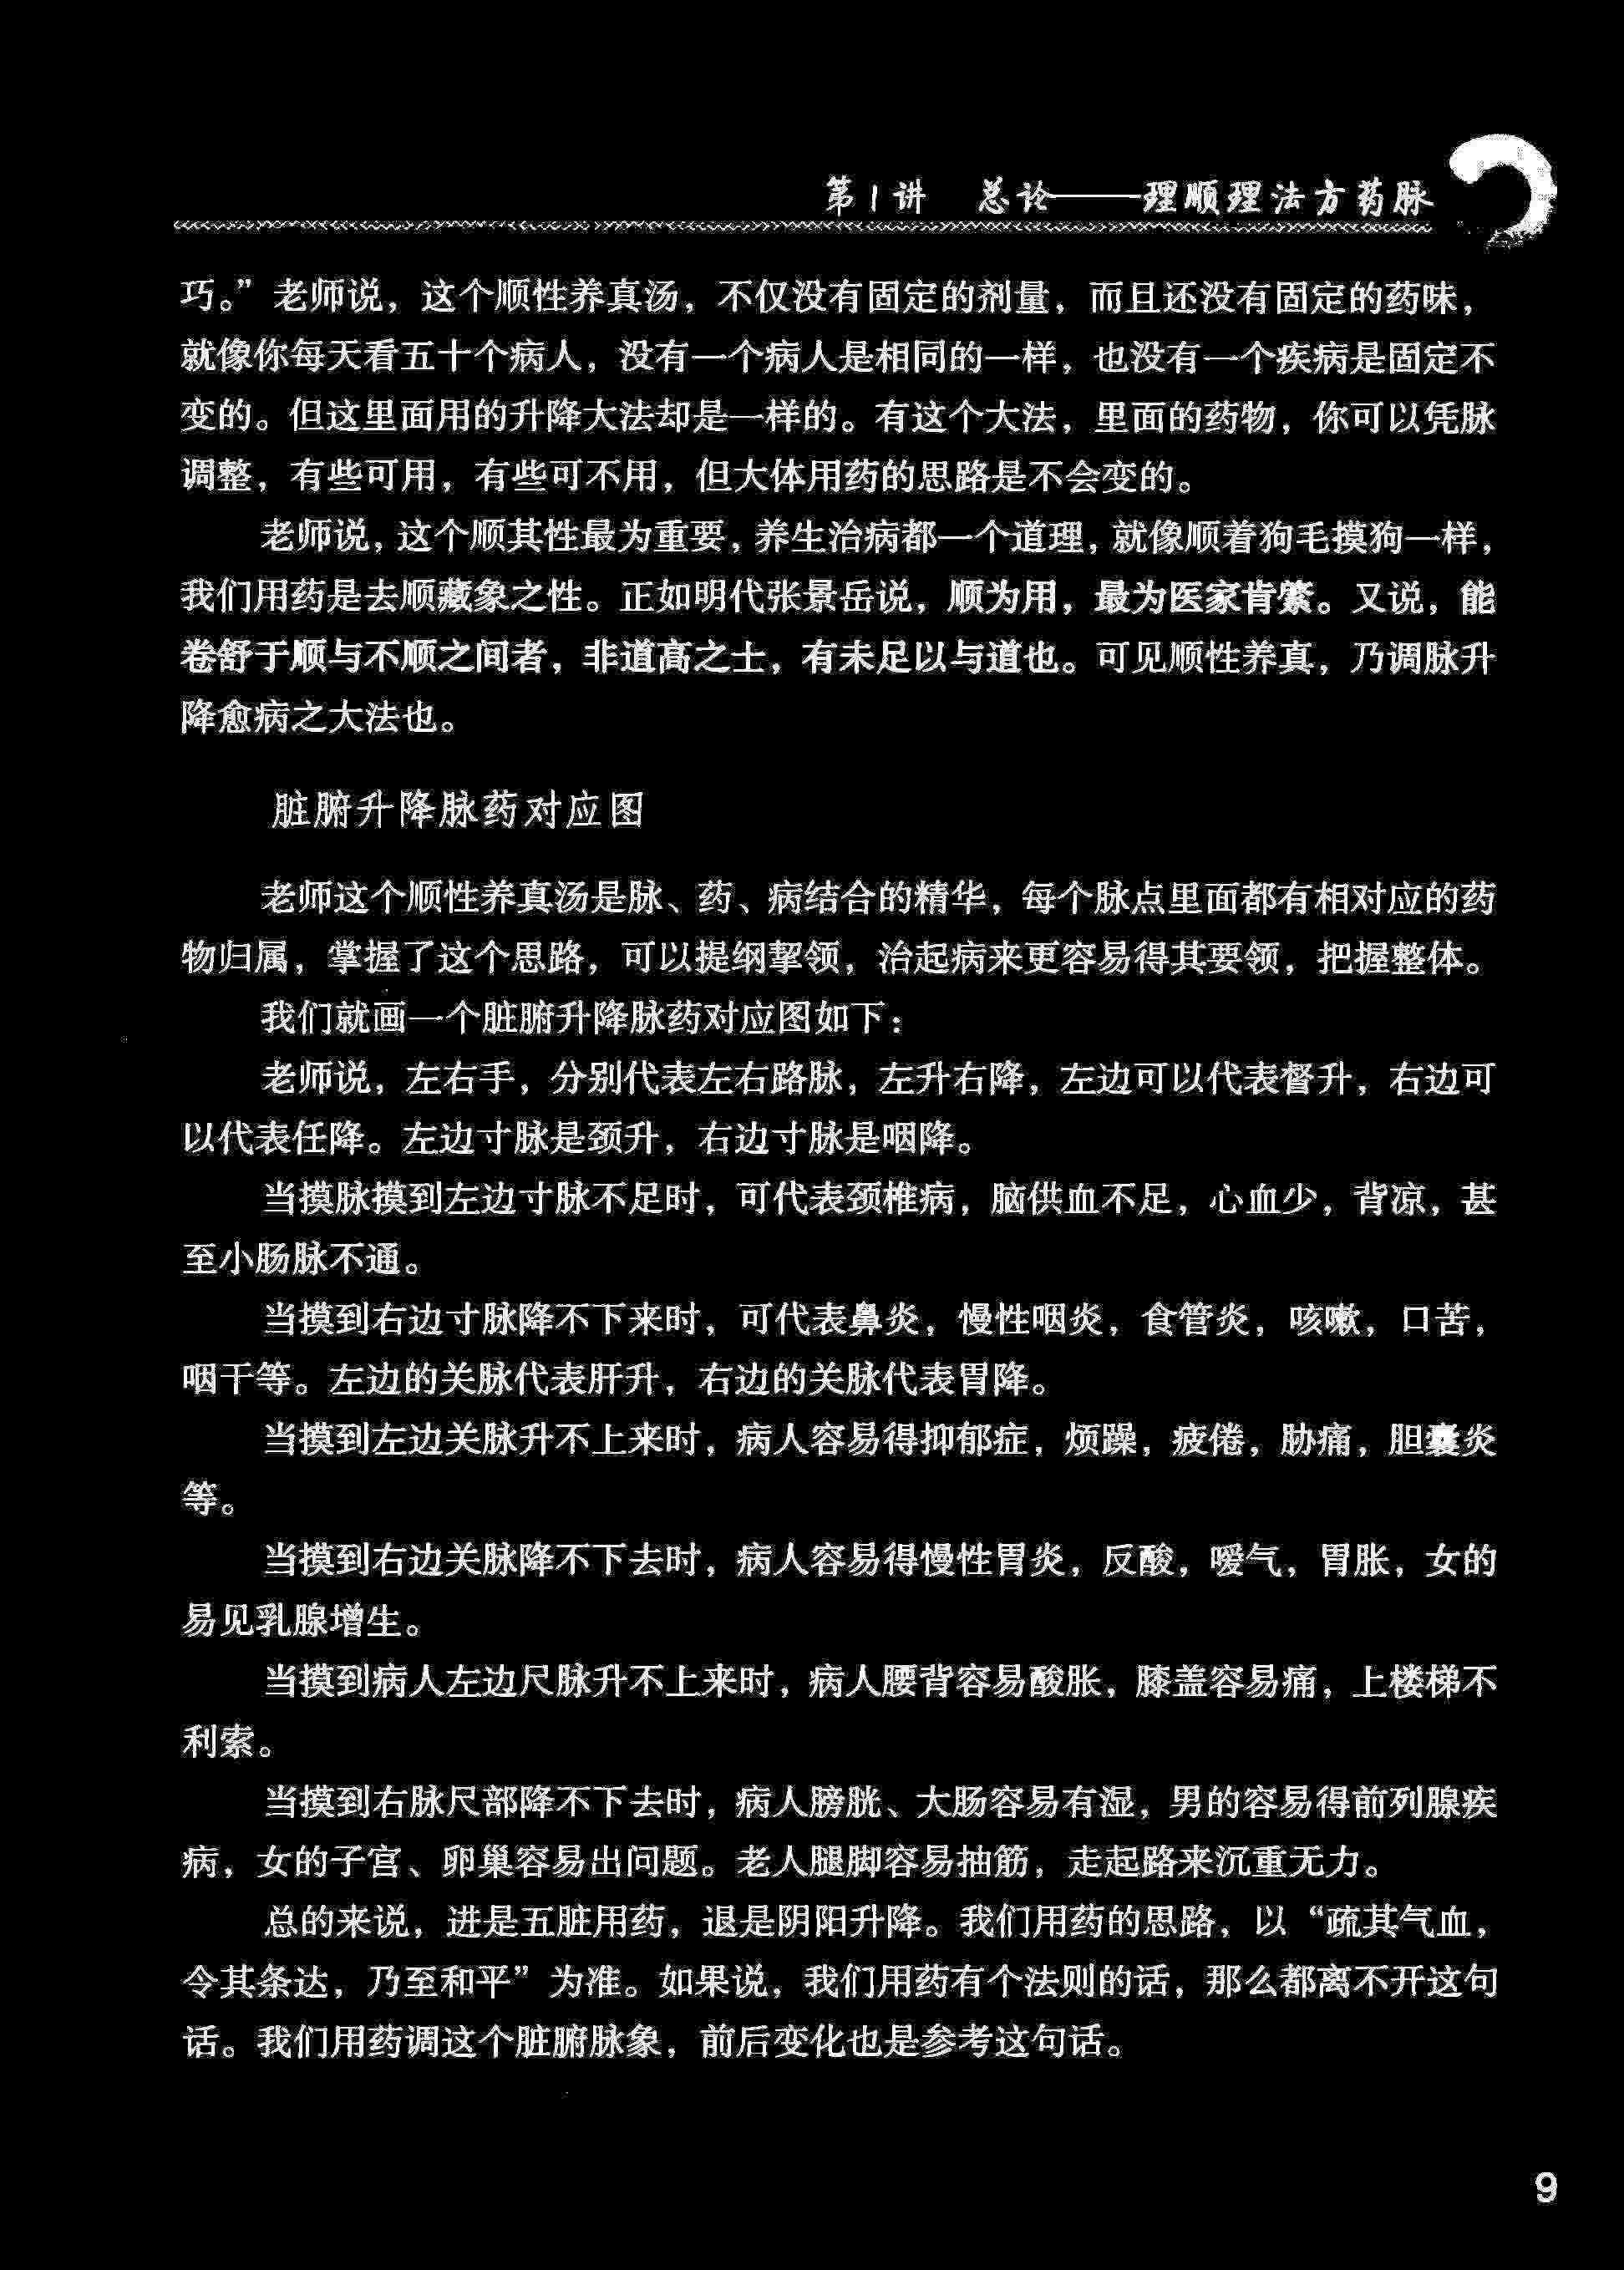 第1讲 总论——理顺理法方药脉
巧。”老师说，这个顺性养真汤，不仅没有固定的剂量，而且还没有固定的药味，
就像你每天看五十个病人，没有一个病人是相同的一样，也没有一个疾病是固定不
变的。但这里面用的升降大法却是一样的。有这个大法，里面的药物，你可以凭脉
调整，有些可用，有些可不用，但大体用药的思路是不会变的。
老师说，这个顺其性最为重要，养生治病都一个道理，就像顺着狗毛摸狗一样，
我们用药是去顺藏象之性。正如明代张景岳说，顺为用，最为医家肯綮。又说，能
卷舒于顺与不顺之间者，非道高之士，有未足以与道也。可见顺性养真，乃调脉升
降愈病之大法也。
脏腑升降脉药对应图
老师这个顺性养真汤是脉、药、病结合的精华，每个脉点里面都有相对应的药
物归属，掌握了这个思路，可以提纲挈领，治起病来更容易得其要领，把握整体。
我们就画一个脏腑升降脉药对应图如下：
老师说，左右手，分别代表左右路脉，左升右降，左边可以代表督升，右边可
以代表任降。左边寸脉是颈升，右边寸脉是咽降。
当摸脉摸到左边寸脉不足时，可代表颈椎病，脑供血不足，心血少，背凉，甚
至小肠脉不通。
当摸到右边寸脉降不下来时，可代表鼻炎，慢性咽炎，食管炎，咳嗽，口苦，
咽干等。左边的关脉代表肝升，右边的关脉代表胃降。
当摸到左边关脉升不上来时，病人容易得抑郁症，烦躁，疲倦，胁痛，胆囊炎
等。
当摸到右边关脉降不下去时，病人容易得慢性胃炎，反酸，嗳气，胃胀，女的
易见乳腺增生。
当摸到病人左边尺脉升不上来时，病人腰背容易酸胀，膝盖容易痛，上楼梯不
利索。
当摸到右脉尺部降不下去时，病人膀胱、大肠容易有湿，男的容易得前列腺疾
病，女的子宫、卵巢容易出问题。老人腿脚容易抽筋，走起路来沉重无力。
总的来说，进是五脏用药，退是阴阳升降。我们用药的思路，以“疏其气血，
令其条达，乃至和平”为准。如果说，我们用药有个法则的话，那么都离不开这句
话。我们用药调这个脏腑脉象，前后变化也是参考这句话。
9